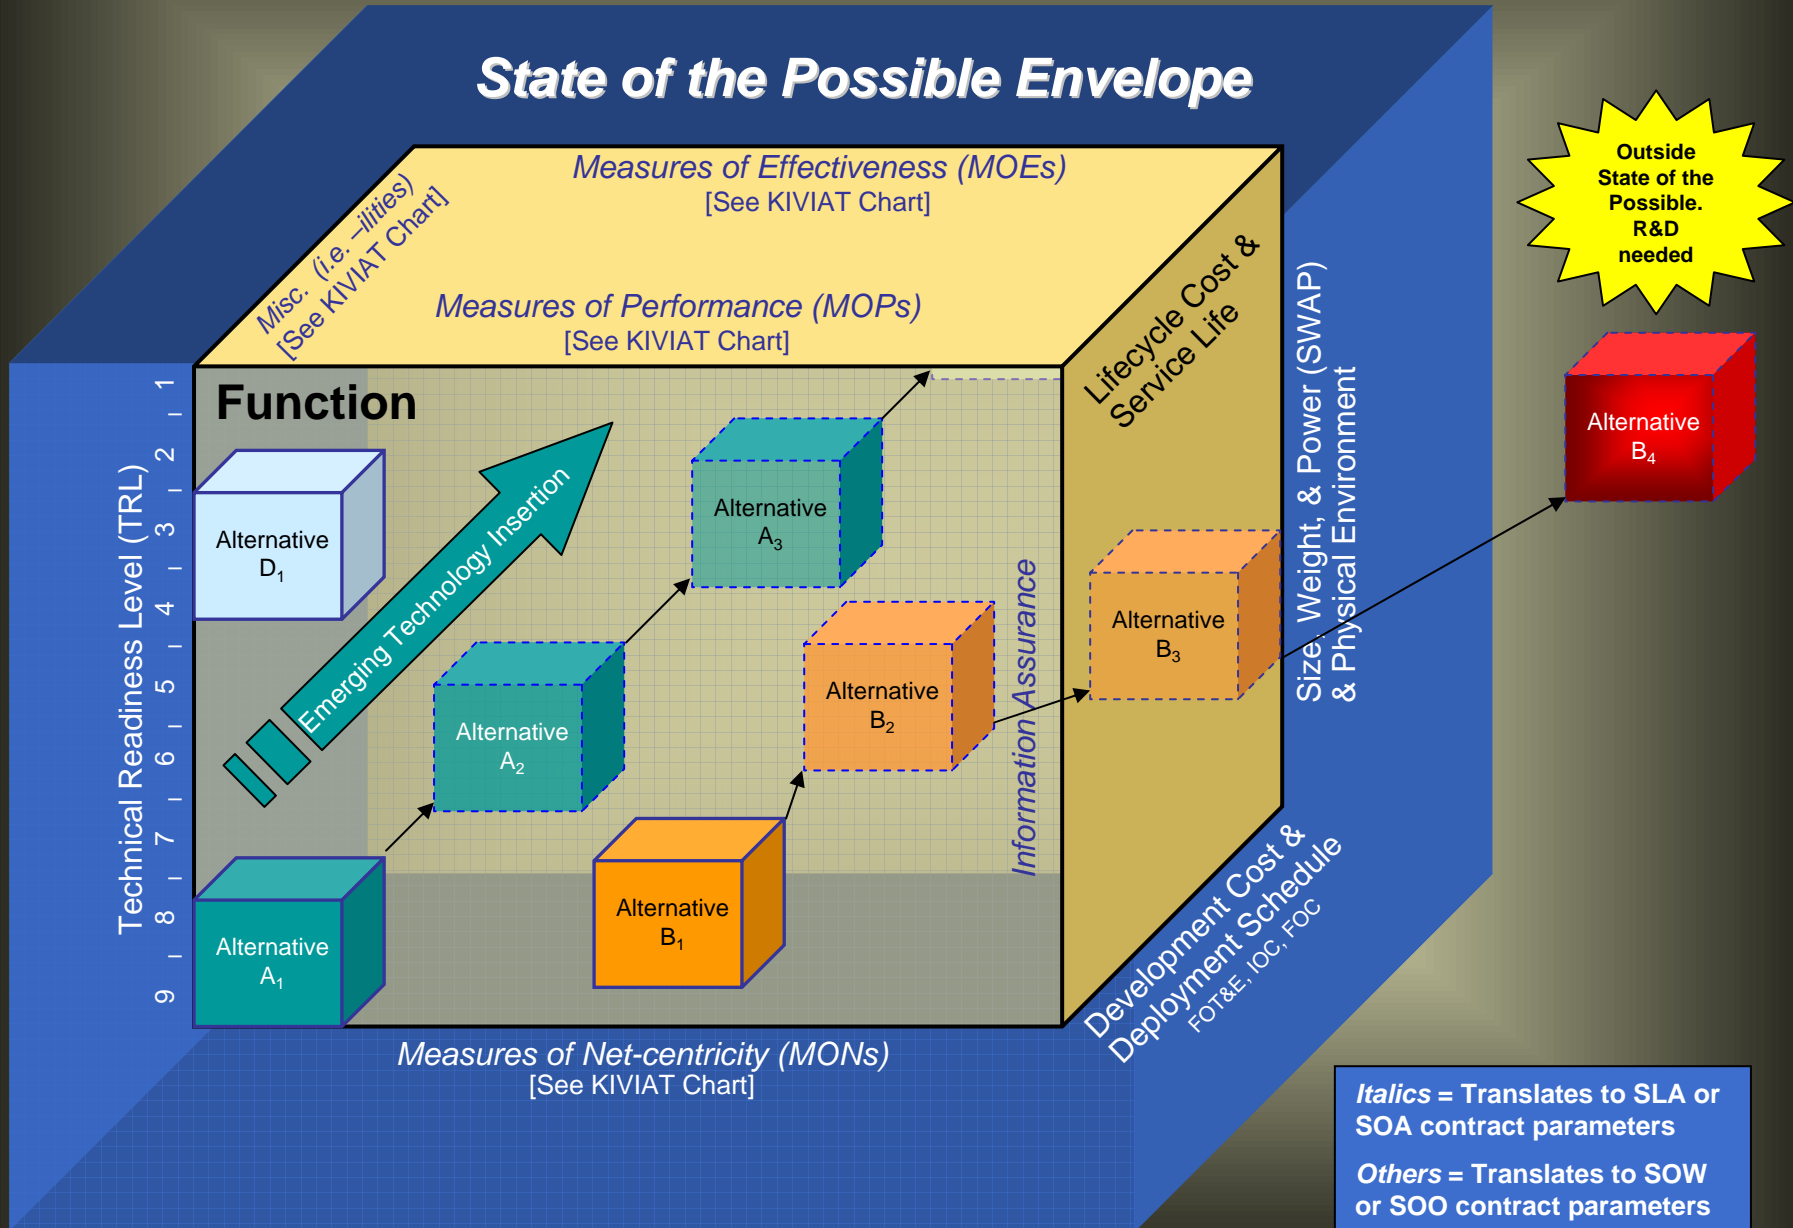 State of the Possible Envelope
Outside
State of the
Possible.
R&D
needed
Measures of Effectiveness (MOEs)
[See KIVIAT Chart]
Misc. (i.e. –ilities)
[See KIVIAT Chart]
Measures of Performance (MOPs)
[See KIVIAT Chart]
Lifecycle Cost &
Service Life
Size, Weight, & Power (SWAP)
& Physical Environment
Technical Readiness Level (TRL)
1
2
3
4
5
6
7
8
9
Function
Emerging Technology Insertion
Alternative
D1
Alternative
A3
Alternative
B4
Alternative
A2
Alternative
B2
Alternative
B3
Information Assurance
Alternative
A1
Alternative
B1
Development Cost &
Deployment Schedule
FOT&E, IOC, FOC
Measures of Net-centricity (MONs)
[See KIVIAT Chart]
Italics = Translates to SLA or
SOA contract parameters
Others = Translates to SOW
or SOO contract parameters